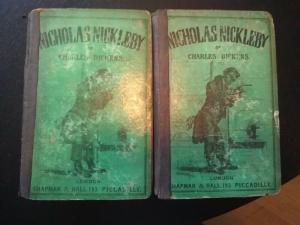 NICHOLAS NICKLEBY
BY
CHARLES DICKENS.
LONDON
CHAPMAN & HALL, 193 PICCADILLY.
NICHOLAS NICKLEBY
BY
CHARLES DICKENS.
LONDON
CHAPMAN & HALL, 193 PICCADILLY.